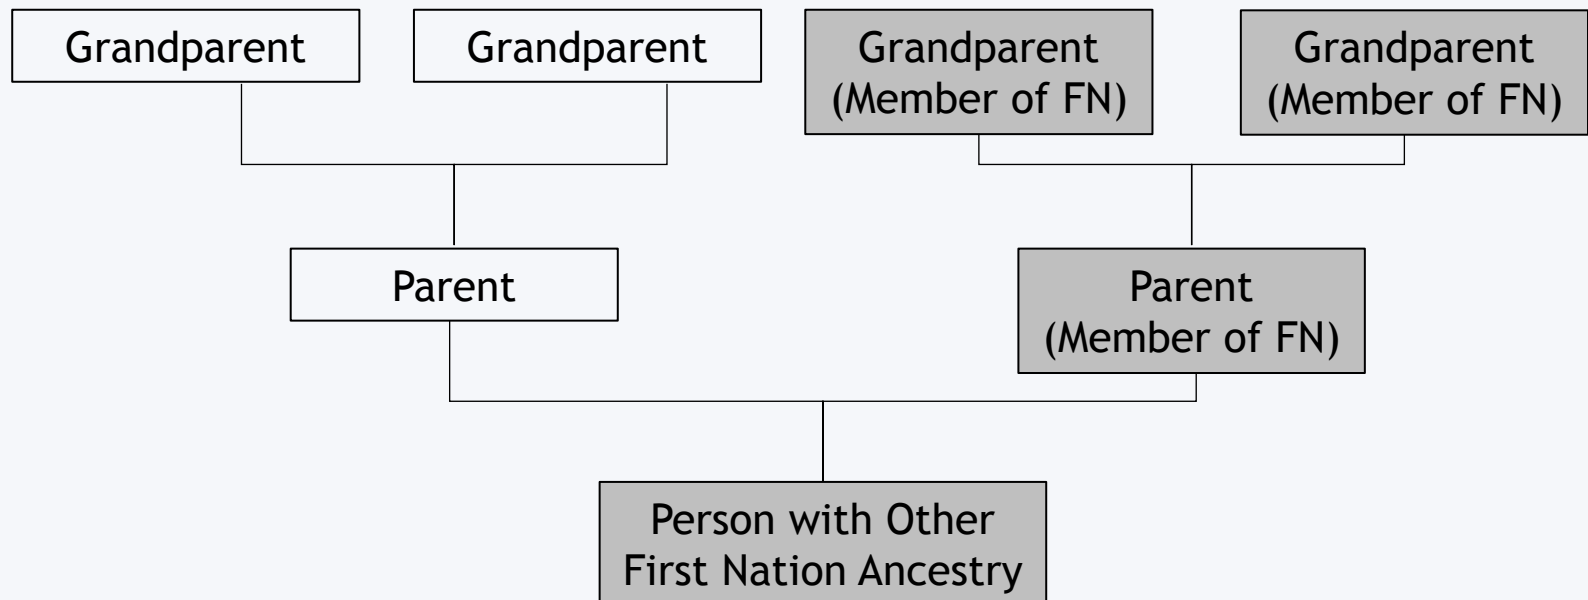 Grandparent
Grandparent
Grandparent
(Member of FN)
Grandparent
(Member of FN)
Parent
Parent
(Member of FN)
Person with Other
First Nation Ancestry